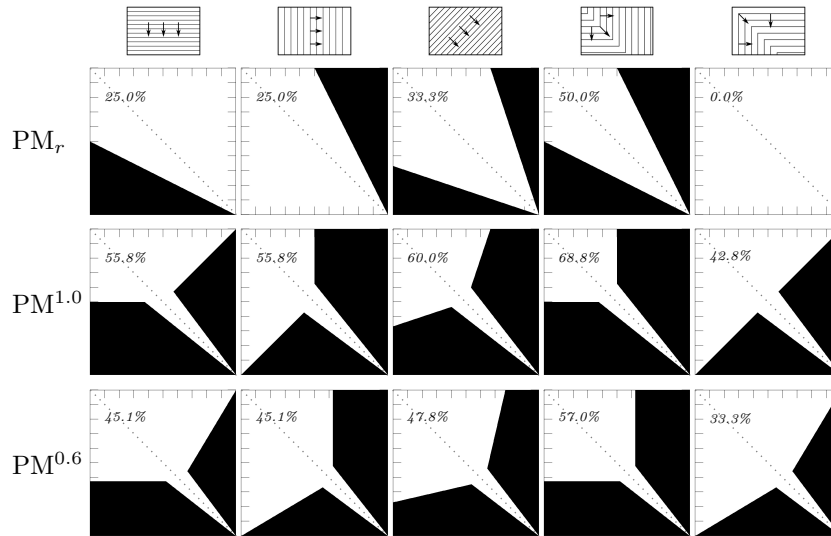 25.0% 25.0% 33.3% 50.0% 0.0%
PM_r
55.8% 55.8% 60.0% 68.8% 42.8%
PM^1.0
45.1% 45.1% 47.8% 57.0% 33.3%
PM^0.6